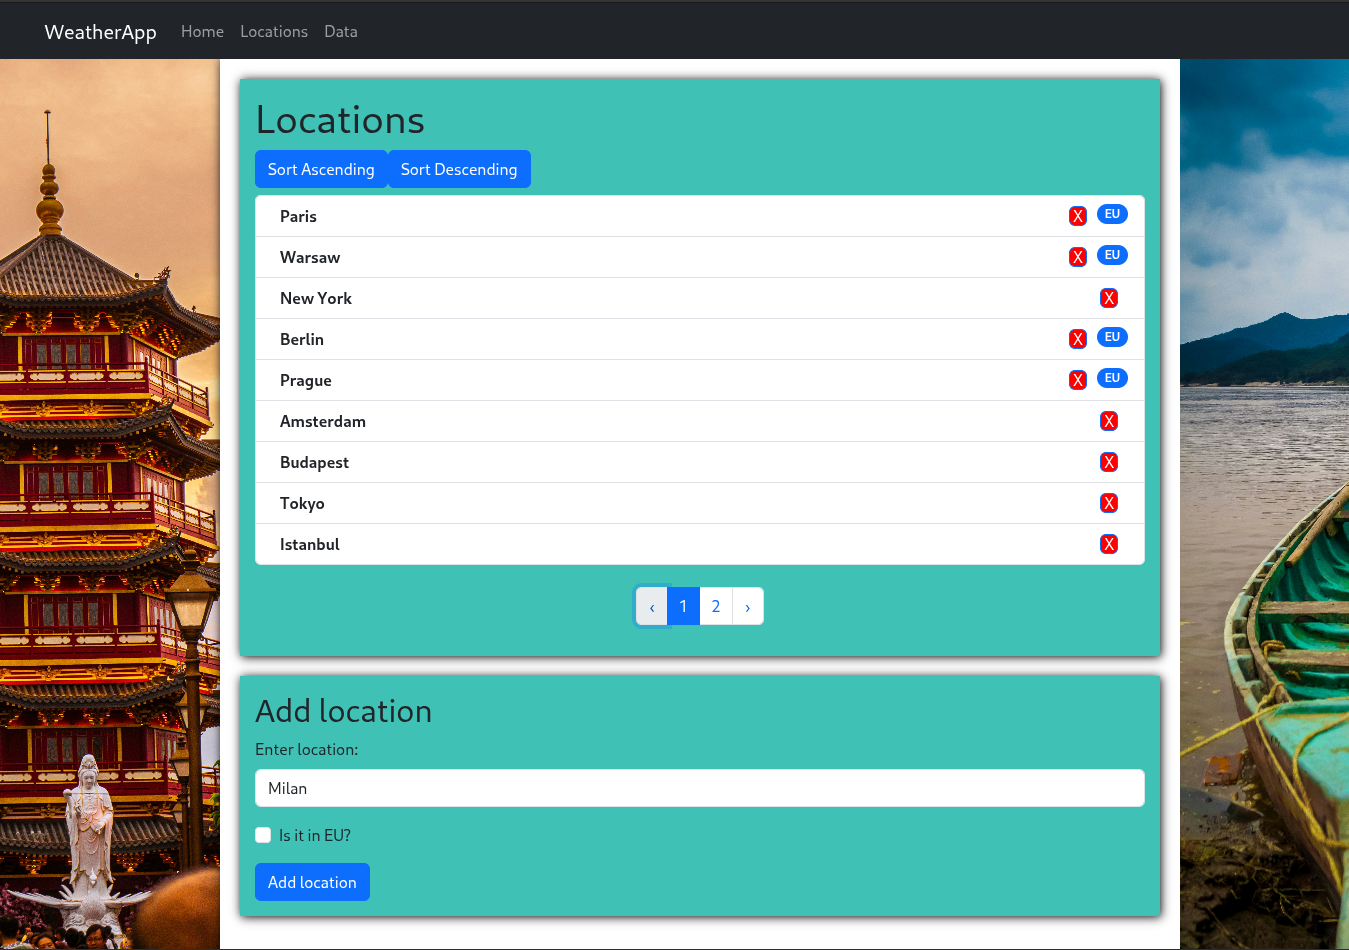 WeatherApp Home Locations Data
Locations
Sort Ascending Sort Descending
Paris X EU
Warsaw X EU
New York X
Berlin X EU
Prague X EU
Amsterdam X
Budapest X
Tokyo X
Istanbul X
‹ 1 2 ›
Add location
Enter location:
Milan
Is it in EU?
Add location